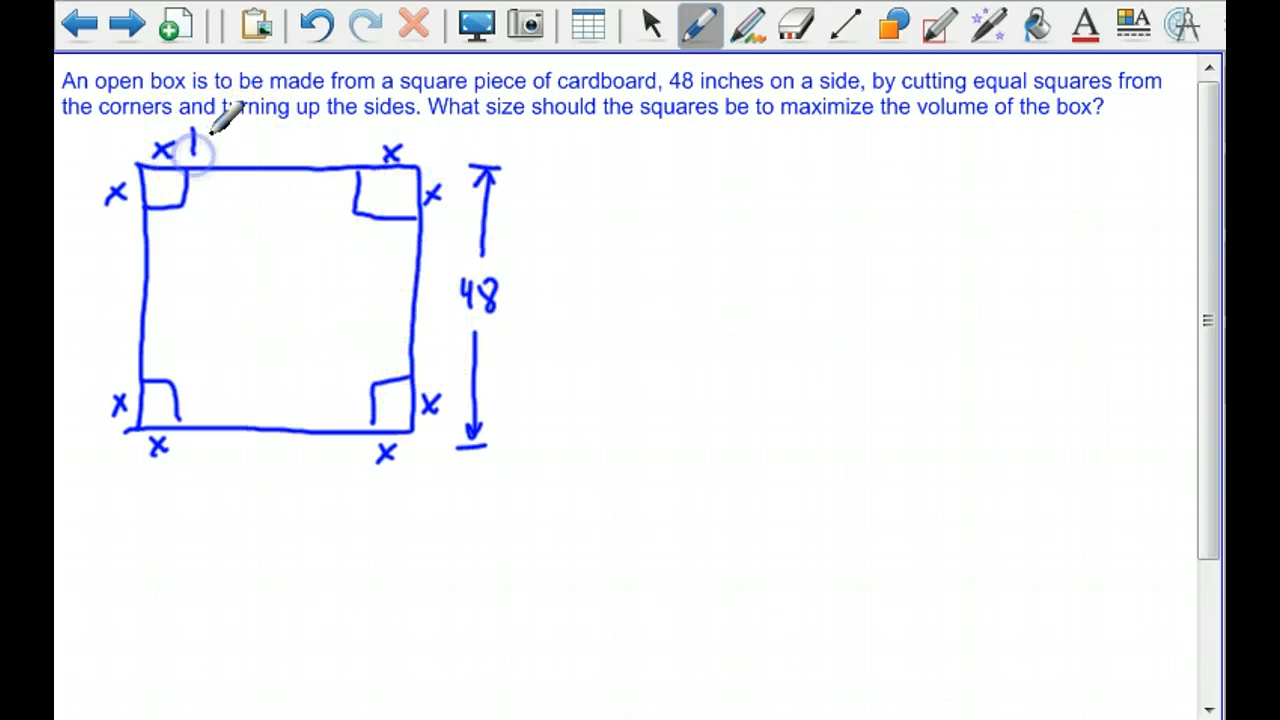 An open box is to be made from a square piece of cardboard, 48 inches on a side, by cutting equal squares from
the corners and turning up the sides. What size should the squares be to maximize the volume of the box?
x x
x x
48
x x
x x